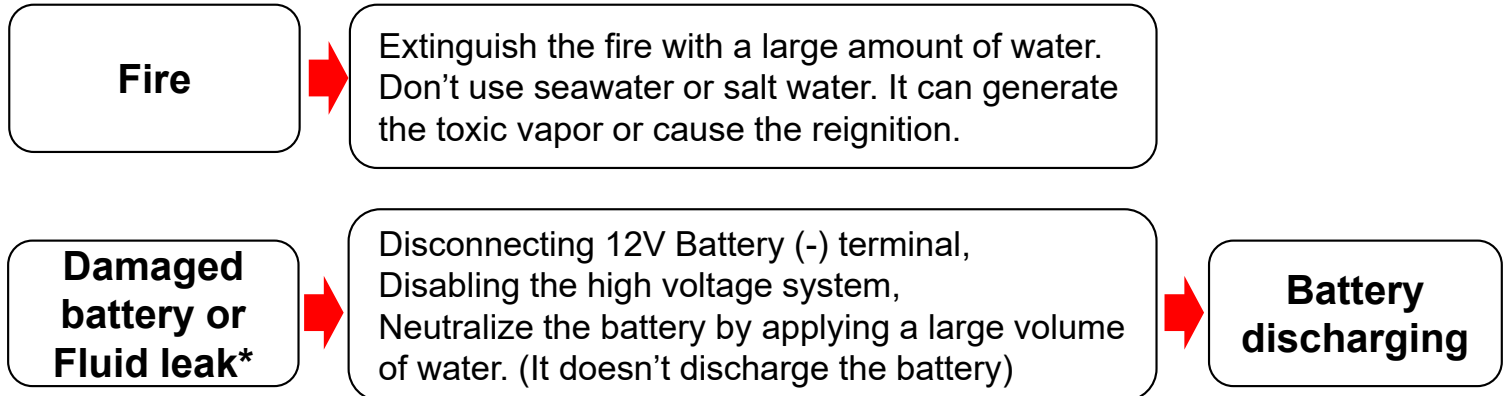 Fire
Extinguish the fire with a large amount of water.
Don’t use seawater or salt water. It can generate
the toxic vapor or cause the reignition.
Damaged
battery or
Fluid leak*
Disconnecting 12V Battery (-) terminal,
Disabling the high voltage system,
Neutralize the battery by applying a large volume
of water. (It doesn’t discharge the battery)
Battery
discharging